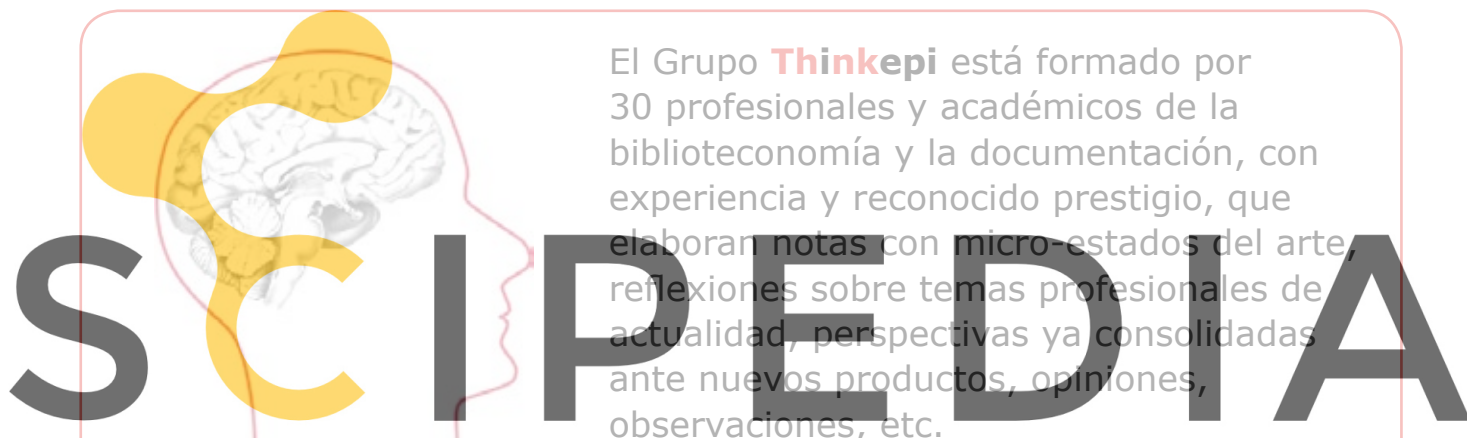 El Grupo Thinkepi está formado por
30 profesionales y académicos de la
biblioteconomía y la documentación, con
experiencia y reconocido prestigio, que
elaboran notas con micro-estados del arte,
reflexiones sobre temas profesionales de
actualidad, perspectivas ya consolidadas
ante nuevos productos, opiniones,
observaciones, etc.
SCIPEDIA